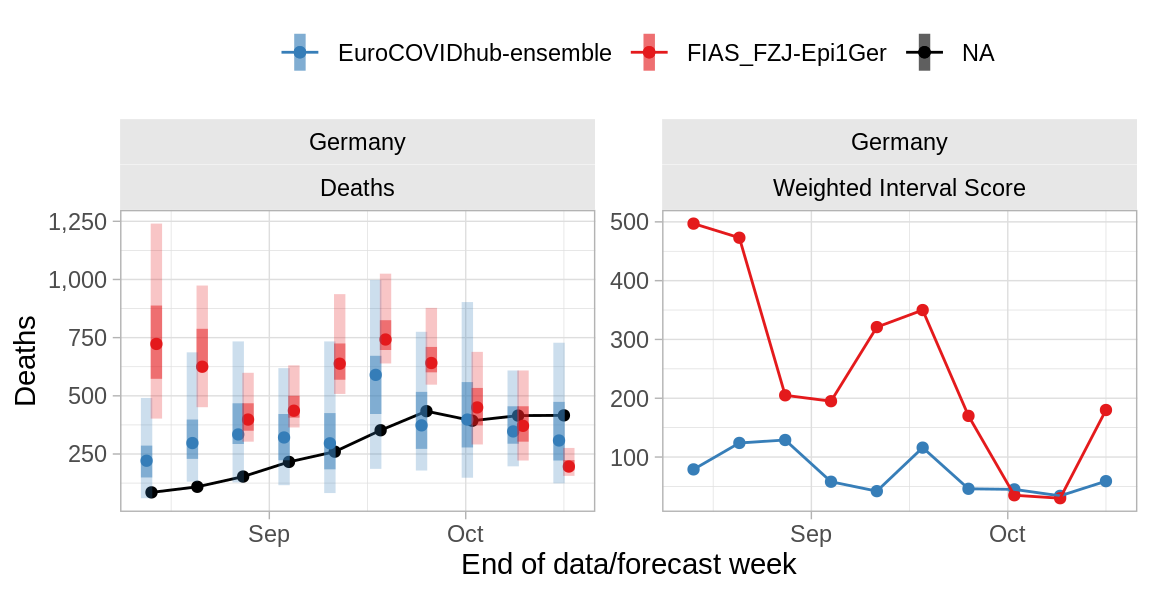 EuroCOVIDhub-ensemble FIAS_FZJ-Epi1Ger NA
Germany Germany
Deaths Weighted Interval Score
Deaths
1,250
1,000
750
500
250
500
400
300
200
100
Sep Oct Sep Oct
End of data/forecast week